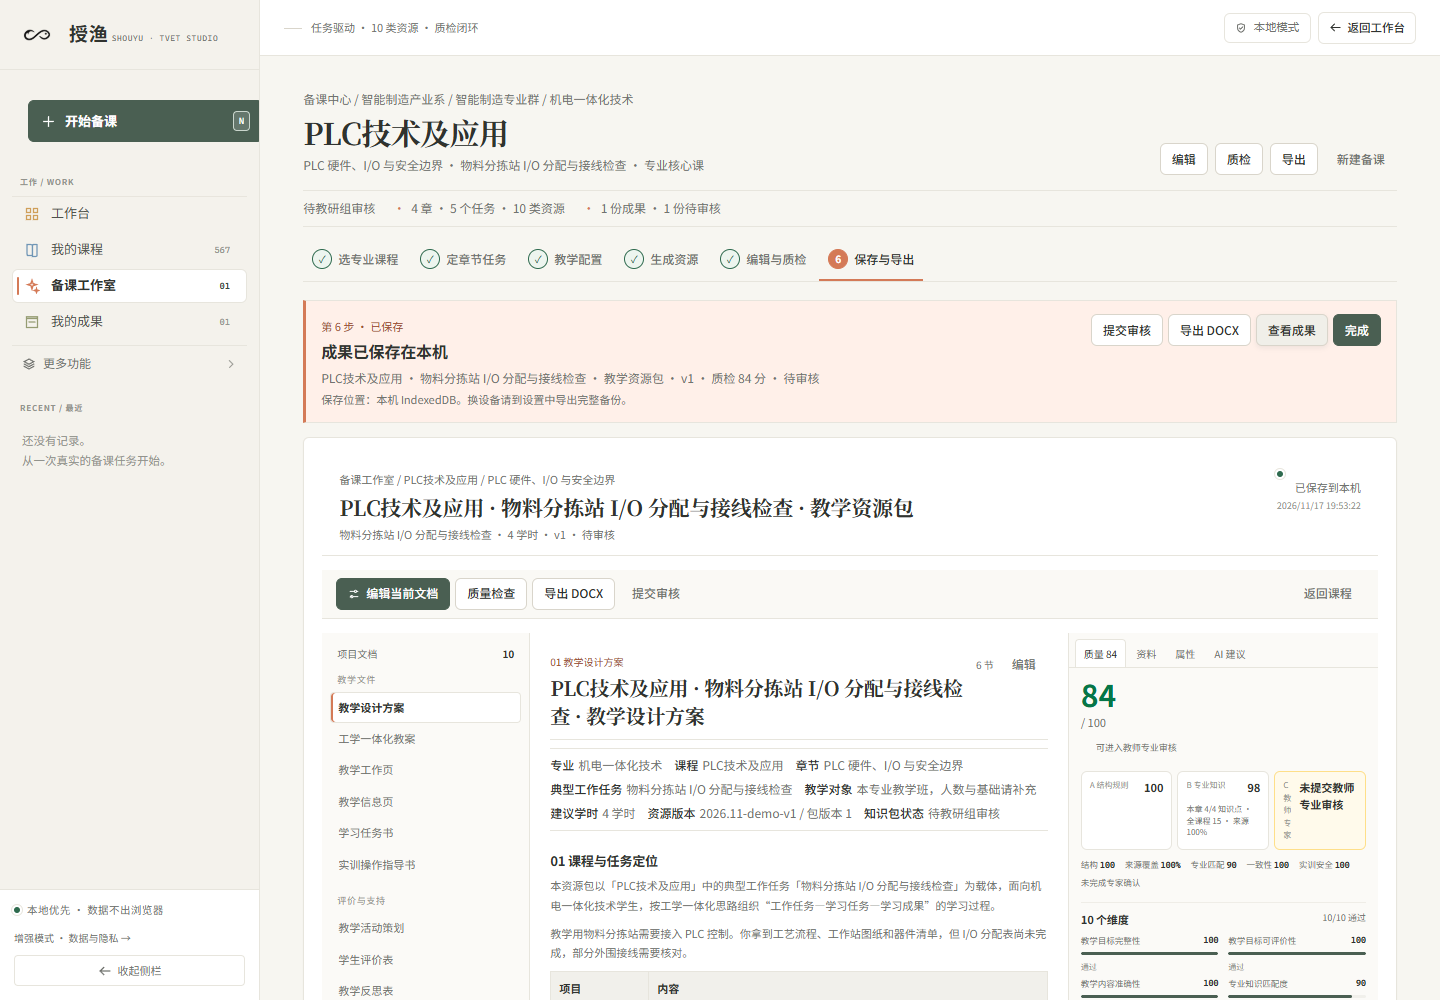 授渔 SHOUYU · TVET STUDIO
开始备课 N
工作 / WORK
工作台
我的课程 567
备课工作室 01
我的成果 01
更多功能
RECENT / 最近
还没有记录。
从一次真实的备课任务开始。
本地优先 · 数据不出浏览器
增强模式 · 数据与隐私 →
← 收起侧栏
任务驱动 · 10 类资源 · 质检闭环
本地模式
← 返回工作台
备课中心 / 智能制造产业系 / 智能制造专业群 / 机电一体化技术
PLC技术及应用
PLC 硬件、I/O 与安全边界 · 物料分拣站 I/O 分配与接线检查 · 专业核心课
编辑 质检 导出 新建备课
待教研组审核 · 4 章 · 5 个任务 · 10 类资源 · 1 份成果 · 1 份待审核
✓ 选专业课程 ✓ 定章节任务 ✓ 教学配置 ✓ 生成资源 ✓ 编辑与质检 6 保存与导出
第 6 步 · 已保存
成果已保存在本机
PLC技术及应用 · 物料分拣站 I/O 分配与接线检查 · 教学资源包 · v1 · 质检 84 分 · 待审核
保存位置：本机 IndexedDB。换设备请到设置中导出完整备份。
提交审核 导出 DOCX 查看成果 完成
备课工作室 / PLC技术及应用 / PLC 硬件、I/O 与安全边界
PLC技术及应用 · 物料分拣站 I/O 分配与接线检查 · 教学资源包
物料分拣站 I/O 分配与接线检查 · 4 学时 · v1 · 待审核
已保存到本机
2026/11/17 19:53:22
编辑当前文档 质量检查 导出 DOCX 提交审核 返回课程
项目文档 10
教学文件
教学设计方案
工学一体化教案
教学工作页
教学信息页
学习任务书
实训操作指导书
评价与支持
教学活动策划
学生评价表
教学反思表
01 教学设计方案
6 节 编辑
PLC技术及应用 · 物料分拣站 I/O 分配与接线检
查 · 教学设计方案
专业 机电一体化技术 课程 PLC技术及应用 章节 PLC 硬件、I/O 与安全边界
典型工作任务 物料分拣站 I/O 分配与接线检查 教学对象 本专业教学班，人数与基础请补充
建议学时 4 学时 资源版本 2026.11-demo-v1 / 包版本 1 知识包状态 待教研组审核
01 课程与任务定位
本资源包以「PLC技术及应用」中的典型工作任务「物料分拣站 I/O 分配与接线检查」为载体，面向机
电一体化技术学生，按工学一体化思路组织“工作任务—学习任务—学习成果”的学习过程。
教学用物料分拣站需要接入 PLC 控制。你拿到工艺流程、工作站图纸和器件清单，但 I/O 分配表尚未完
成，部分外围接线需要核对。
项目 内容
质量 84 资料 属性 AI 建议
84
/ 100
可进入教师专业审核
A 结构规则 100
B 专业知识 98
本章 4/4 知识点 ·
全课程 15 · 来源
100%
C
教
师
专
家
未提交教师
专业审核
结构 100 来源覆盖 100% 专业匹配 90 一致性 100 实训安全 100
未完成专家确认
10 个维度 10/10 通过
教学目标完整性 100 教学目标可评价性 100
通过 通过
教学内容准确性 100 专业知识匹配度 90